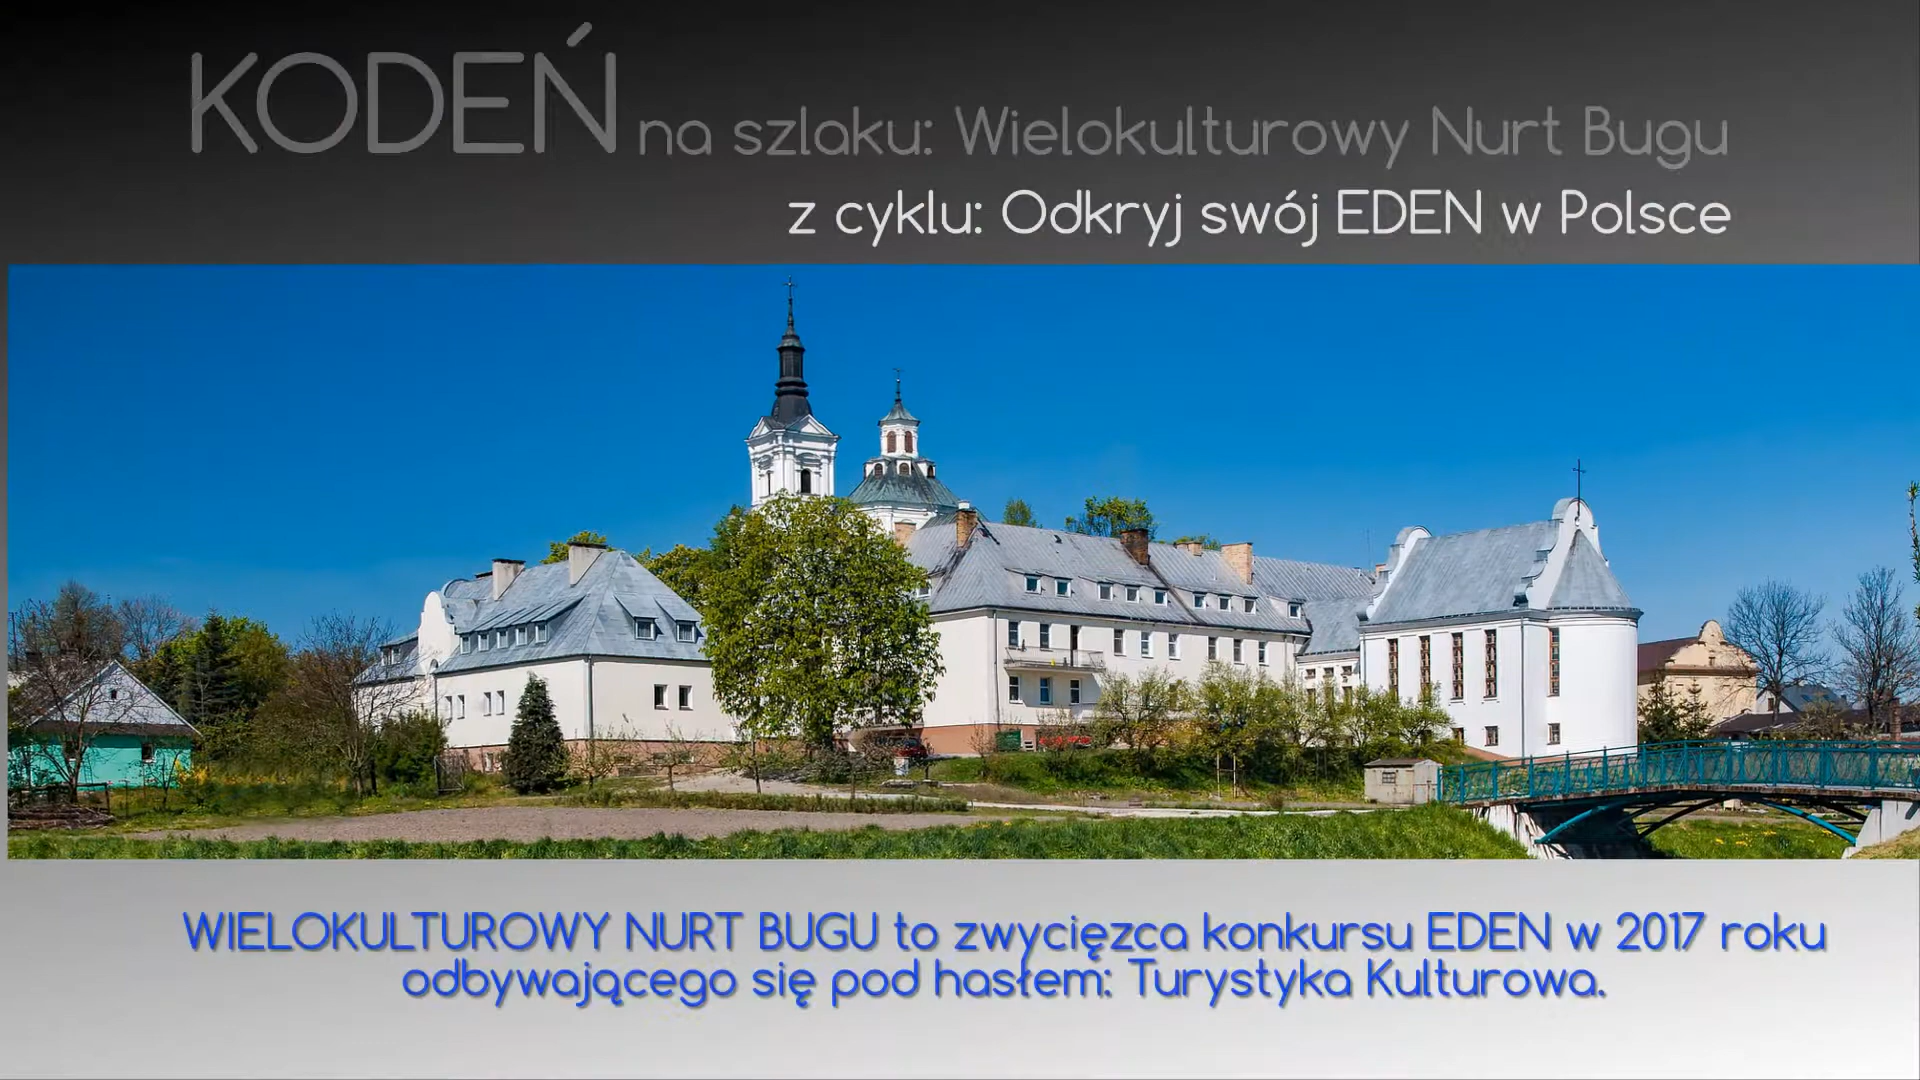 KODEŃ na szlaku: Wielokulturowy Nurt Bugu
z cyklu: Odkryj swój EDEN w Polsce
WIELOKULTUROWY NURT BUGU to zwycięzca konkursu EDEN w 2017 roku
odbywającego się pod hasłem: Turystyka Kulturowa.